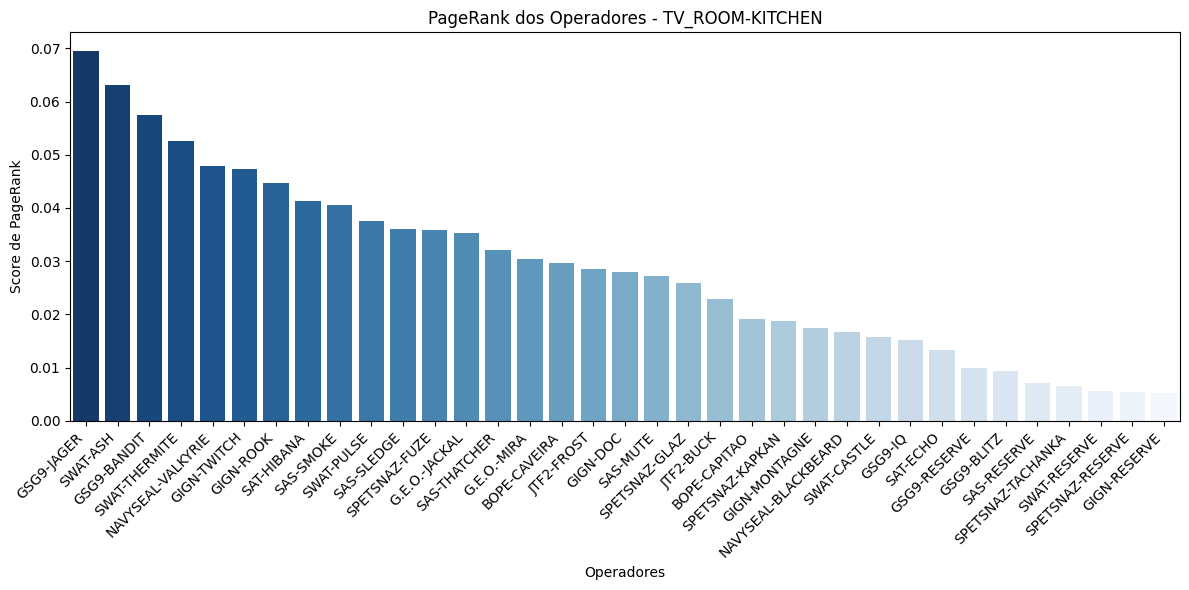 PageRank dos Operadores - TV_ROOM-KITCHEN
Score de PageRank
0.07
0.06
0.05
0.04
0.03
0.02
0.01
0.00
GSG9-JAGER
SWAT-ASH
GSG9-BANDIT
SWAT-THERMITE
NAVYSEAL-VALKYRIE
GIGN-TWITCH
GIGN-ROOK
SAT-HIBANA
SAS-SMOKE
SWAT-PULSE
SAS-SLEDGE
SPETSNAZ-FUZE
G.E.O.-JACKAL
SAS-THATCHER
G.E.O.-MIRA
BOPE-CAVEIRA
JTF2-FROST
GIGN-DOC
SAS-MUTE
SPETSNAZ-GLAZ
JTF2-BUCK
BOPE-CAPITAO
SPETSNAZ-KAPKAN
GIGN-MONTAGNE
NAVYSEAL-BLACKBEARD
SWAT-CASTLE
GSG9-IQ
SAT-ECHO
GSG9-RESERVE
GSG9-BLITZ
SAS-RESERVE
SPETSNAZ-TACHANKA
SWAT-RESERVE
SPETSNAZ-RESERVE
GIGN-RESERVE
Operadores